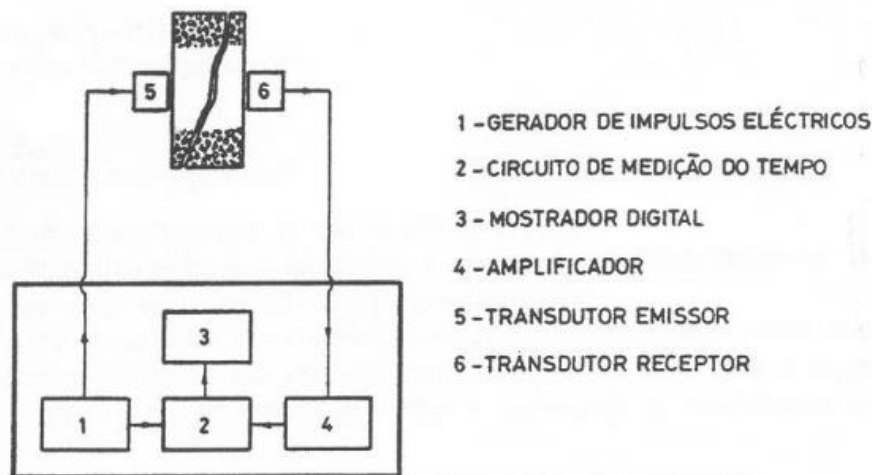 5
6
3
1
2
4
1 - GERADOR DE IMPULSOS ELÉCTRICOS
2 - CIRCUITO DE MEDIÇÃO DO TEMPO
3 - MOSTRADOR DIGITAL
4 - AMPLIFICADOR
5 - TRANSDUTOR EMISSOR
6 - TRANSDUTOR RECEPTOR